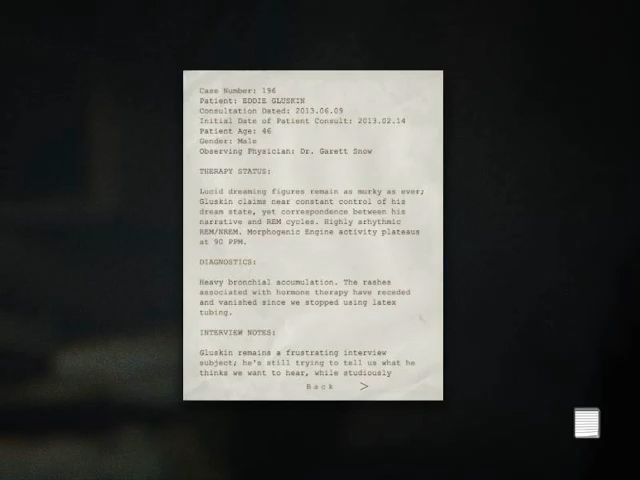 Case Number: 196
Patient: EDDIE GLUSKIN
Consultation Dated: 2013.06.09
Initial Date of Patient Consult: 2013.02.14
Patient Age: 46
Gender: Male
Observing Physician: Dr. Garett Snow
THERAPY STATUS:
Lucid dreaming figures remain as murky as ever;
Gluskin claims near constant control of his
dream state, yet correspondence between his
narrative and REM cycles. Highly arhythmic
REM/NREM. Morphogenic Engine activity plateaus
at 90 PPM.
DIAGNOSTICS:
Heavy bronchial accumulation. The rashes
associated with hormone therapy have receded
and vanished since we stopped using latex
tubing.
INTERVIEW NOTES:
Gluskin remains a frustrating interview
subject; he's still trying to tell us what he
thinks we want to hear, while studiously
Back >